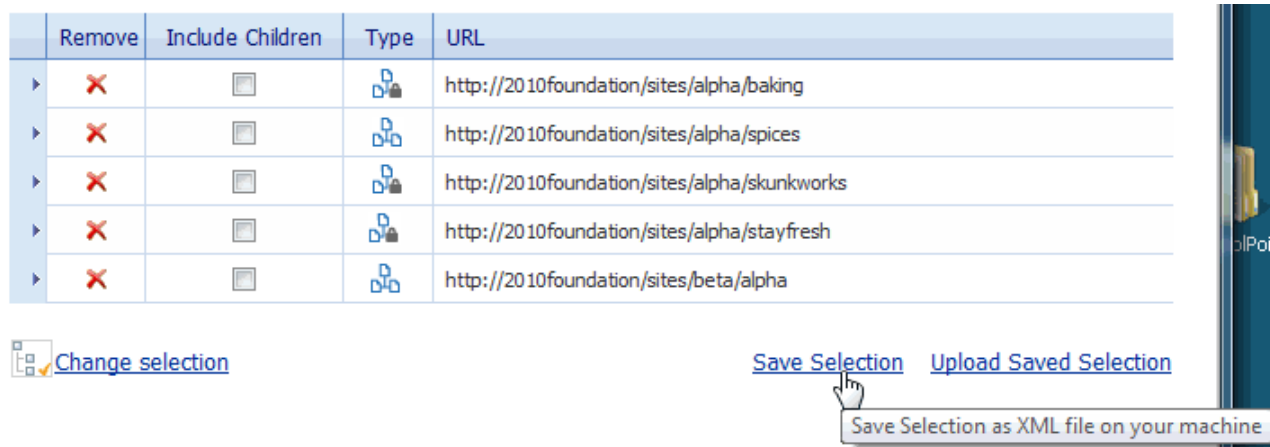 Remove Include Children Type URL
http://2010foundation/sites/alpha/baking
http://2010foundation/sites/alpha/spices
http://2010foundation/sites/alpha/skunkworks
http://2010foundation/sites/alpha/stayfresh
http://2010foundation/sites/beta/alpha
Change selection Save Selection Upload Saved Selection
Save Selection as XML file on your machine